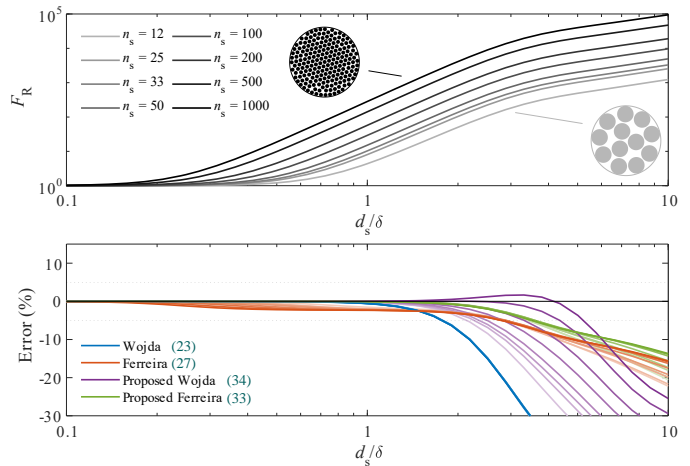 10^5
n_s = 12
n_s = 100
n_s = 25
n_s = 200
n_s = 33
n_s = 500
n_s = 50
n_s = 1000
F_R
10^0
0.1
1
10
d_s/δ
10
0
-10
-20
-30
Error (%)
Wojda (23)
Ferreira (27)
Proposed Wojda (34)
Proposed Ferreira (33)
0.1
1
10
d_s/δ